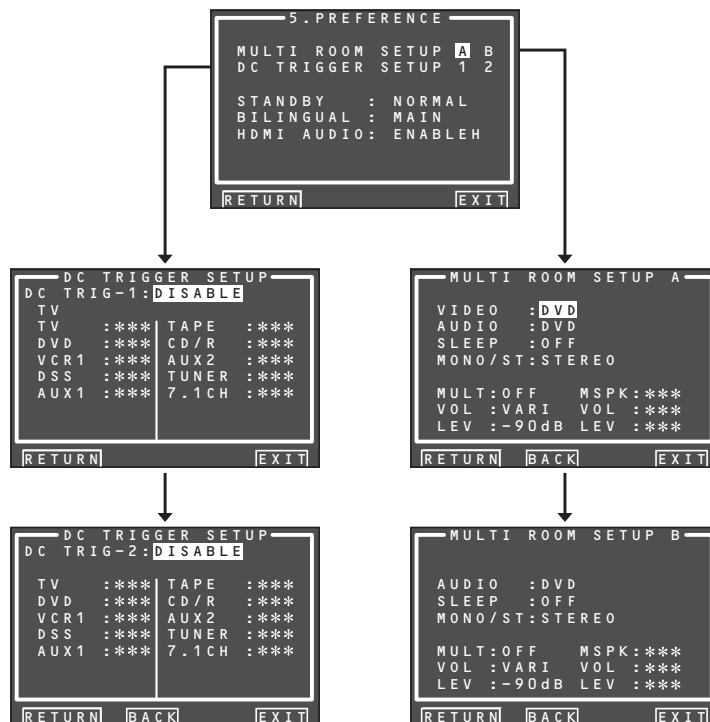 5.PREFERENCE
MULTI ROOM SETUP A B
DC TRIGGER SETUP 1 2
STANDBY : NORMAL
BILINGUAL : MAIN
HDMI AUDIO: ENABLEH
RETURN EXIT
DC TRIGGER SETUP
DC TRIG-1:DISABLE
TV
TV :*** TAPE :***
DVD :*** CD/R :***
VCR1 :*** AUX2 :***
DSS :*** TUNER :***
AUX1 :*** 7.1CH :***
RETURN EXIT
MULTI ROOM SETUP A
VIDEO :DVD
AUDIO :DVD
SLEEP :OFF
MONO/ST:STEREO
MULT:OFF MSPK:***
VOL :VARI VOL :***
LEV :-90dB LEV :***
RETURN BACK EXIT
DC TRIGGER SETUP
DC TRIG-2:DISABLE
TV :*** TAPE :***
DVD :*** CD/R :***
VCR1 :*** AUX2 :***
DSS :*** TUNER :***
AUX1 :*** 7.1CH :***
RETURN BACK EXIT
MULTI ROOM SETUP B
AUDIO :DVD
SLEEP :OFF
MONO/ST:STEREO
MULT:OFF MSPK:***
VOL :VARI VOL :***
LEV :-90dB LEV :***
RETURN BACK EXIT